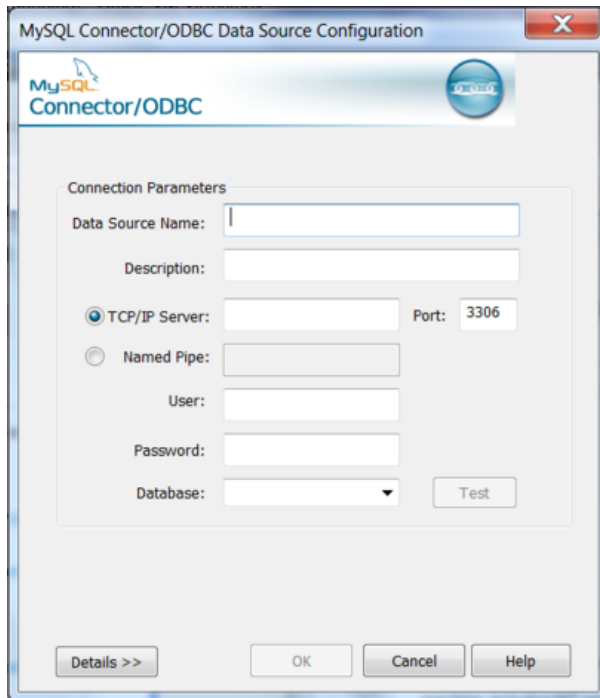 MySQL Connector/ODBC Data Source Configuration
MySQL
Connector/ODBC
Connection Parameters
Data Source Name:
Description:
TCP/IP Server:
Port: 3306
Named Pipe:
User:
Password:
Database:
Test
Details >>
OK
Cancel
Help